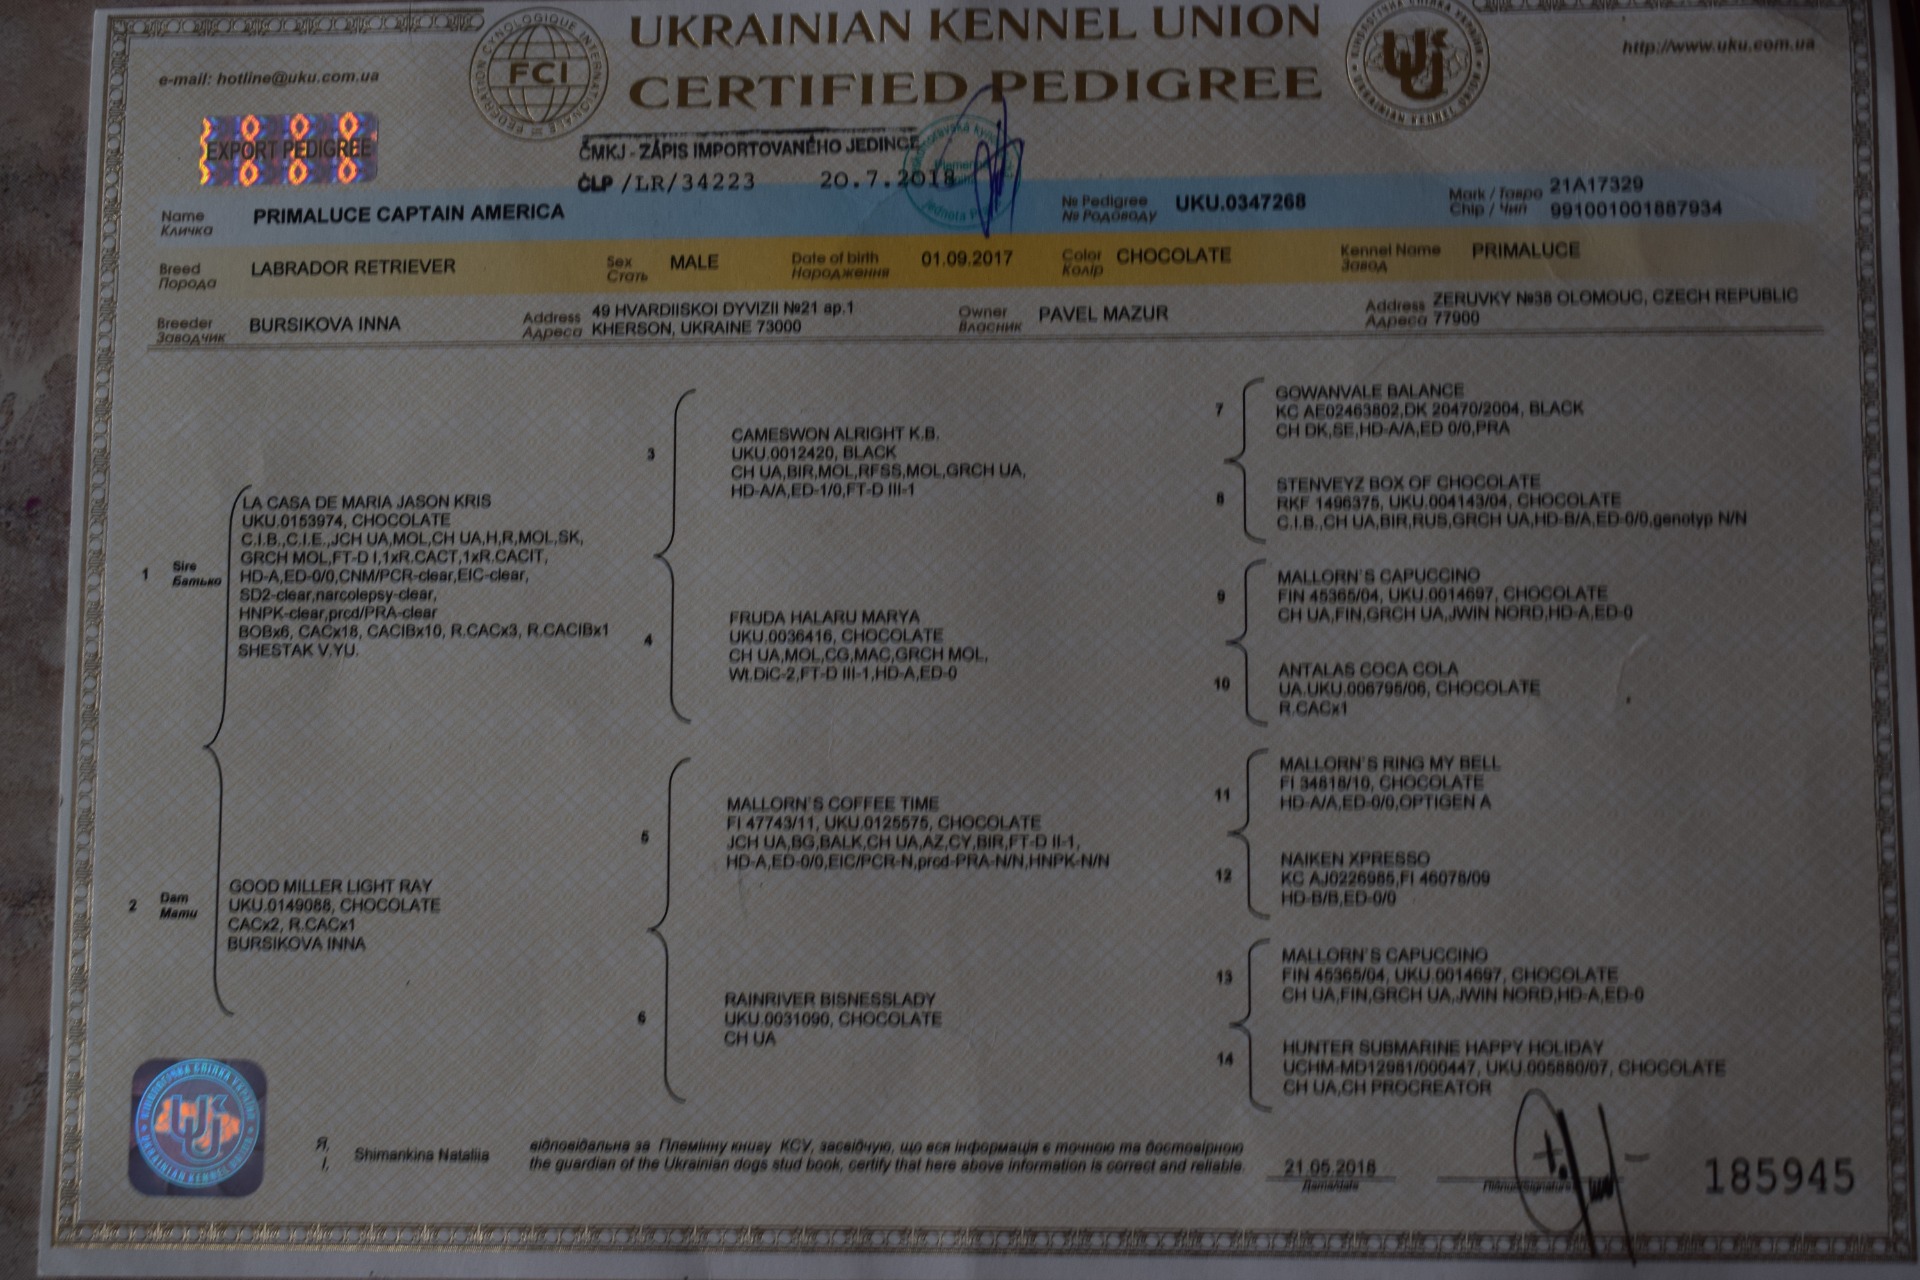 UKRAINIAN KENNEL UNION
CERTIFIED PEDIGREE
e-mail: hotline@uku.com.ua
http://www.uku.com.ua
FEDERATION CYNOLOGIQUE INTERNATIONALE
FCI
EXPORT PEDIGREE
ČMKJ - ZÁPIS IMPORTOVANÉHO JEDINCE
ČLP /LR/34223 20.7.2018
Name PRIMALUCE CAPTAIN AMERICA № Pedigree UKU.0347268 Mark / Тавро 21A17329
Кличка № Родоводу Chip / Чип 991001001887934
Breed LABRADOR RETRIEVER Sex MALE Date of birth 01.09.2017 Color CHOCOLATE Kennel Name PRIMALUCE
Порода Стать Народження Колір Завод
Breeder BURSIKOVA INNA Address 49 HVARDIISKOI DYVIZII №21 ap.1 Owner PAVEL MAZUR Address ZERUVKY №38 OLOMOUC, CZECH REPUBLIC
Заводчик Адреса KHERSON, UKRAINE 73000 Власник Адреса 77900
1 Sire
Батько
LA CASA DE MARIA JASON KRIS
UKU.0153974, CHOCOLATE
C.I.B.,C.I.E.,JCH UA,MOL,CH UA,H,R,MOL,SK,
GRCH MOL,FT-D I,1xR.CACT,1xR.CACIT,
HD-A,ED-0/0,CNM/PCR-clear,EIC-clear,
SD2-clear,narcolepsy-clear,
HNPK-clear,prcd/PRA-clear
BOBx6, CACx18, CACIBx10, R.CACx3, R.CACIBx1
SHESTAK V.YU.
2 Dam
Мати
GOOD MILLER LIGHT RAY
UKU.0149088, CHOCOLATE
CACx2, R.CACx1
BURSIKOVA INNA
3
CAMESWON ALRIGHT K.B.
UKU.0012420, BLACK
CH UA,BIR,MOL,RFSS,MOL,GRCH UA,
HD-A/A,ED-1/0,FT-D III-1
4
FRUDA HALARU MARYA
UKU.0036416, CHOCOLATE
CH UA,MOL,CG,MAC,GRCH MOL,
Wt.DiC-2,FT-D III-1,HD-A,ED-0
5
MALLORN'S COFFEE TIME
FI 47743/11, UKU.0125575, CHOCOLATE
JCH UA,BG,BALK,CH UA,AZ,CY,BIR,FT-D II-1,
HD-A,ED-0/0,EIC/PCR-N,prcd-PRA-N/N,HNPK-N/N
6
RAINRIVER BISNESSLADY
UKU.0031090, CHOCOLATE
CH UA
7
GOWANVALE BALANCE
KC AE02463802,DK 20470/2004, BLACK
CH DK,SE,HD-A/A,ED 0/0,PRA
8
STENVEYZ BOX OF CHOCOLATE
RKF 1496375, UKU.004143/04, CHOCOLATE
C.I.B.,CH UA,BIR,RUS,GRCH UA,HD-B/A,ED-0/0,genotyp N/N
9
MALLORN'S CAPUCCINO
FIN 45365/04, UKU.0014697, CHOCOLATE
CH UA,FIN,GRCH UA,JWIN NORD,HD-A,ED-0
10
ANTALAS COCA COLA
UA.UKU.006795/06, CHOCOLATE
R.CACx1
11
MALLORN'S RING MY BELL
FI 34818/10, CHOCOLATE
HD-A/A,ED-0/0,OPTIGEN A
12
NAIKEN XPRESSO
KC AJ0226985,FI 46078/09
HD-B/B,ED-0/0
13
MALLORN'S CAPUCCINO
FIN 45365/04, UKU.0014697, CHOCOLATE
CH UA,FIN,GRCH UA,JWIN NORD,HD-A,ED-0
14
HUNTER SUBMARINE HAPPY HOLIDAY
UCHM-MD12981/000447, UKU.005880/07, CHOCOLATE
CH UA,CH PROCREATOR
Я, відповідальна за Племінну книгу КСУ, засвідчую, що вся інформація є точною та достовірною
I, Shimankina Nataliia the guardian of the Ukrainian dogs stud book, certify that here above information is correct and reliable.
21.05.2018
Дата/date
Підпис/signature
185945